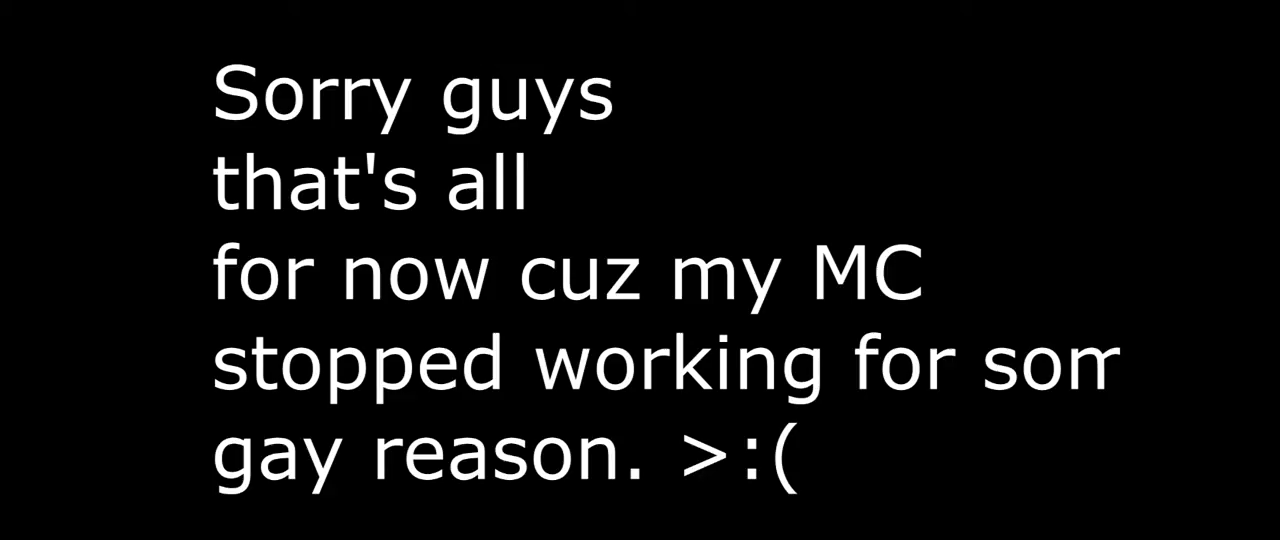 Sorry guys
that's all
for now cuz my MC
stopped working for som
gay reason. >:(